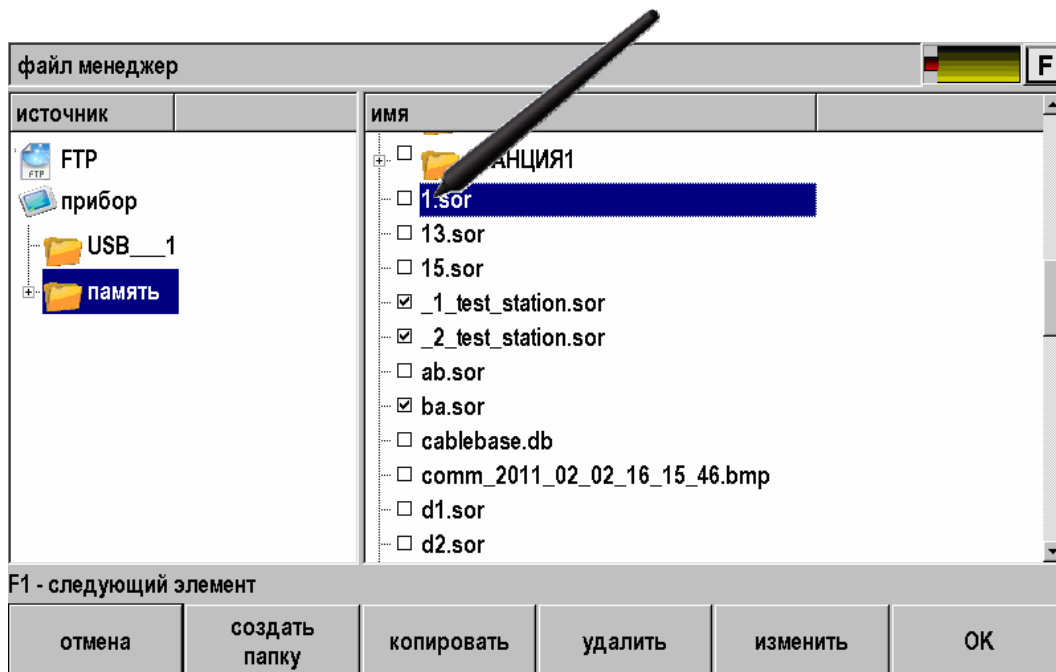 файл менеджер
F
источник
имя
FTP
FTP
прибор
USB___1
память
1.sor
13.sor
15.sor
_1_test_station.sor
_2_test_station.sor
ab.sor
ba.sor
cablebase.db
comm_2011_02_02_16_15_46.bmp
d1.sor
d2.sor
F1 - следующий элемент
отмена
создать
папку
копировать
удалить
изменить
OK